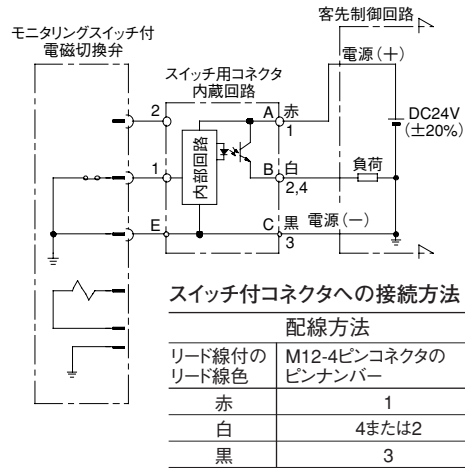 モニタリングスイッチ付
電磁切換弁
スイッチ用コネクタ
内蔵回路
客先制御回路
電源（＋）
DC24V
（±20%）
2
A 赤
1
内部回路
1
B 白
2,4
負荷
E
C 黒
3
電源（－）
スイッチ付コネクタへの接続方法
配線方法
リード線付の
リード線色
M12-4ピンコネクタの
ピンナンバー
赤 1
白 4または2
黒 3